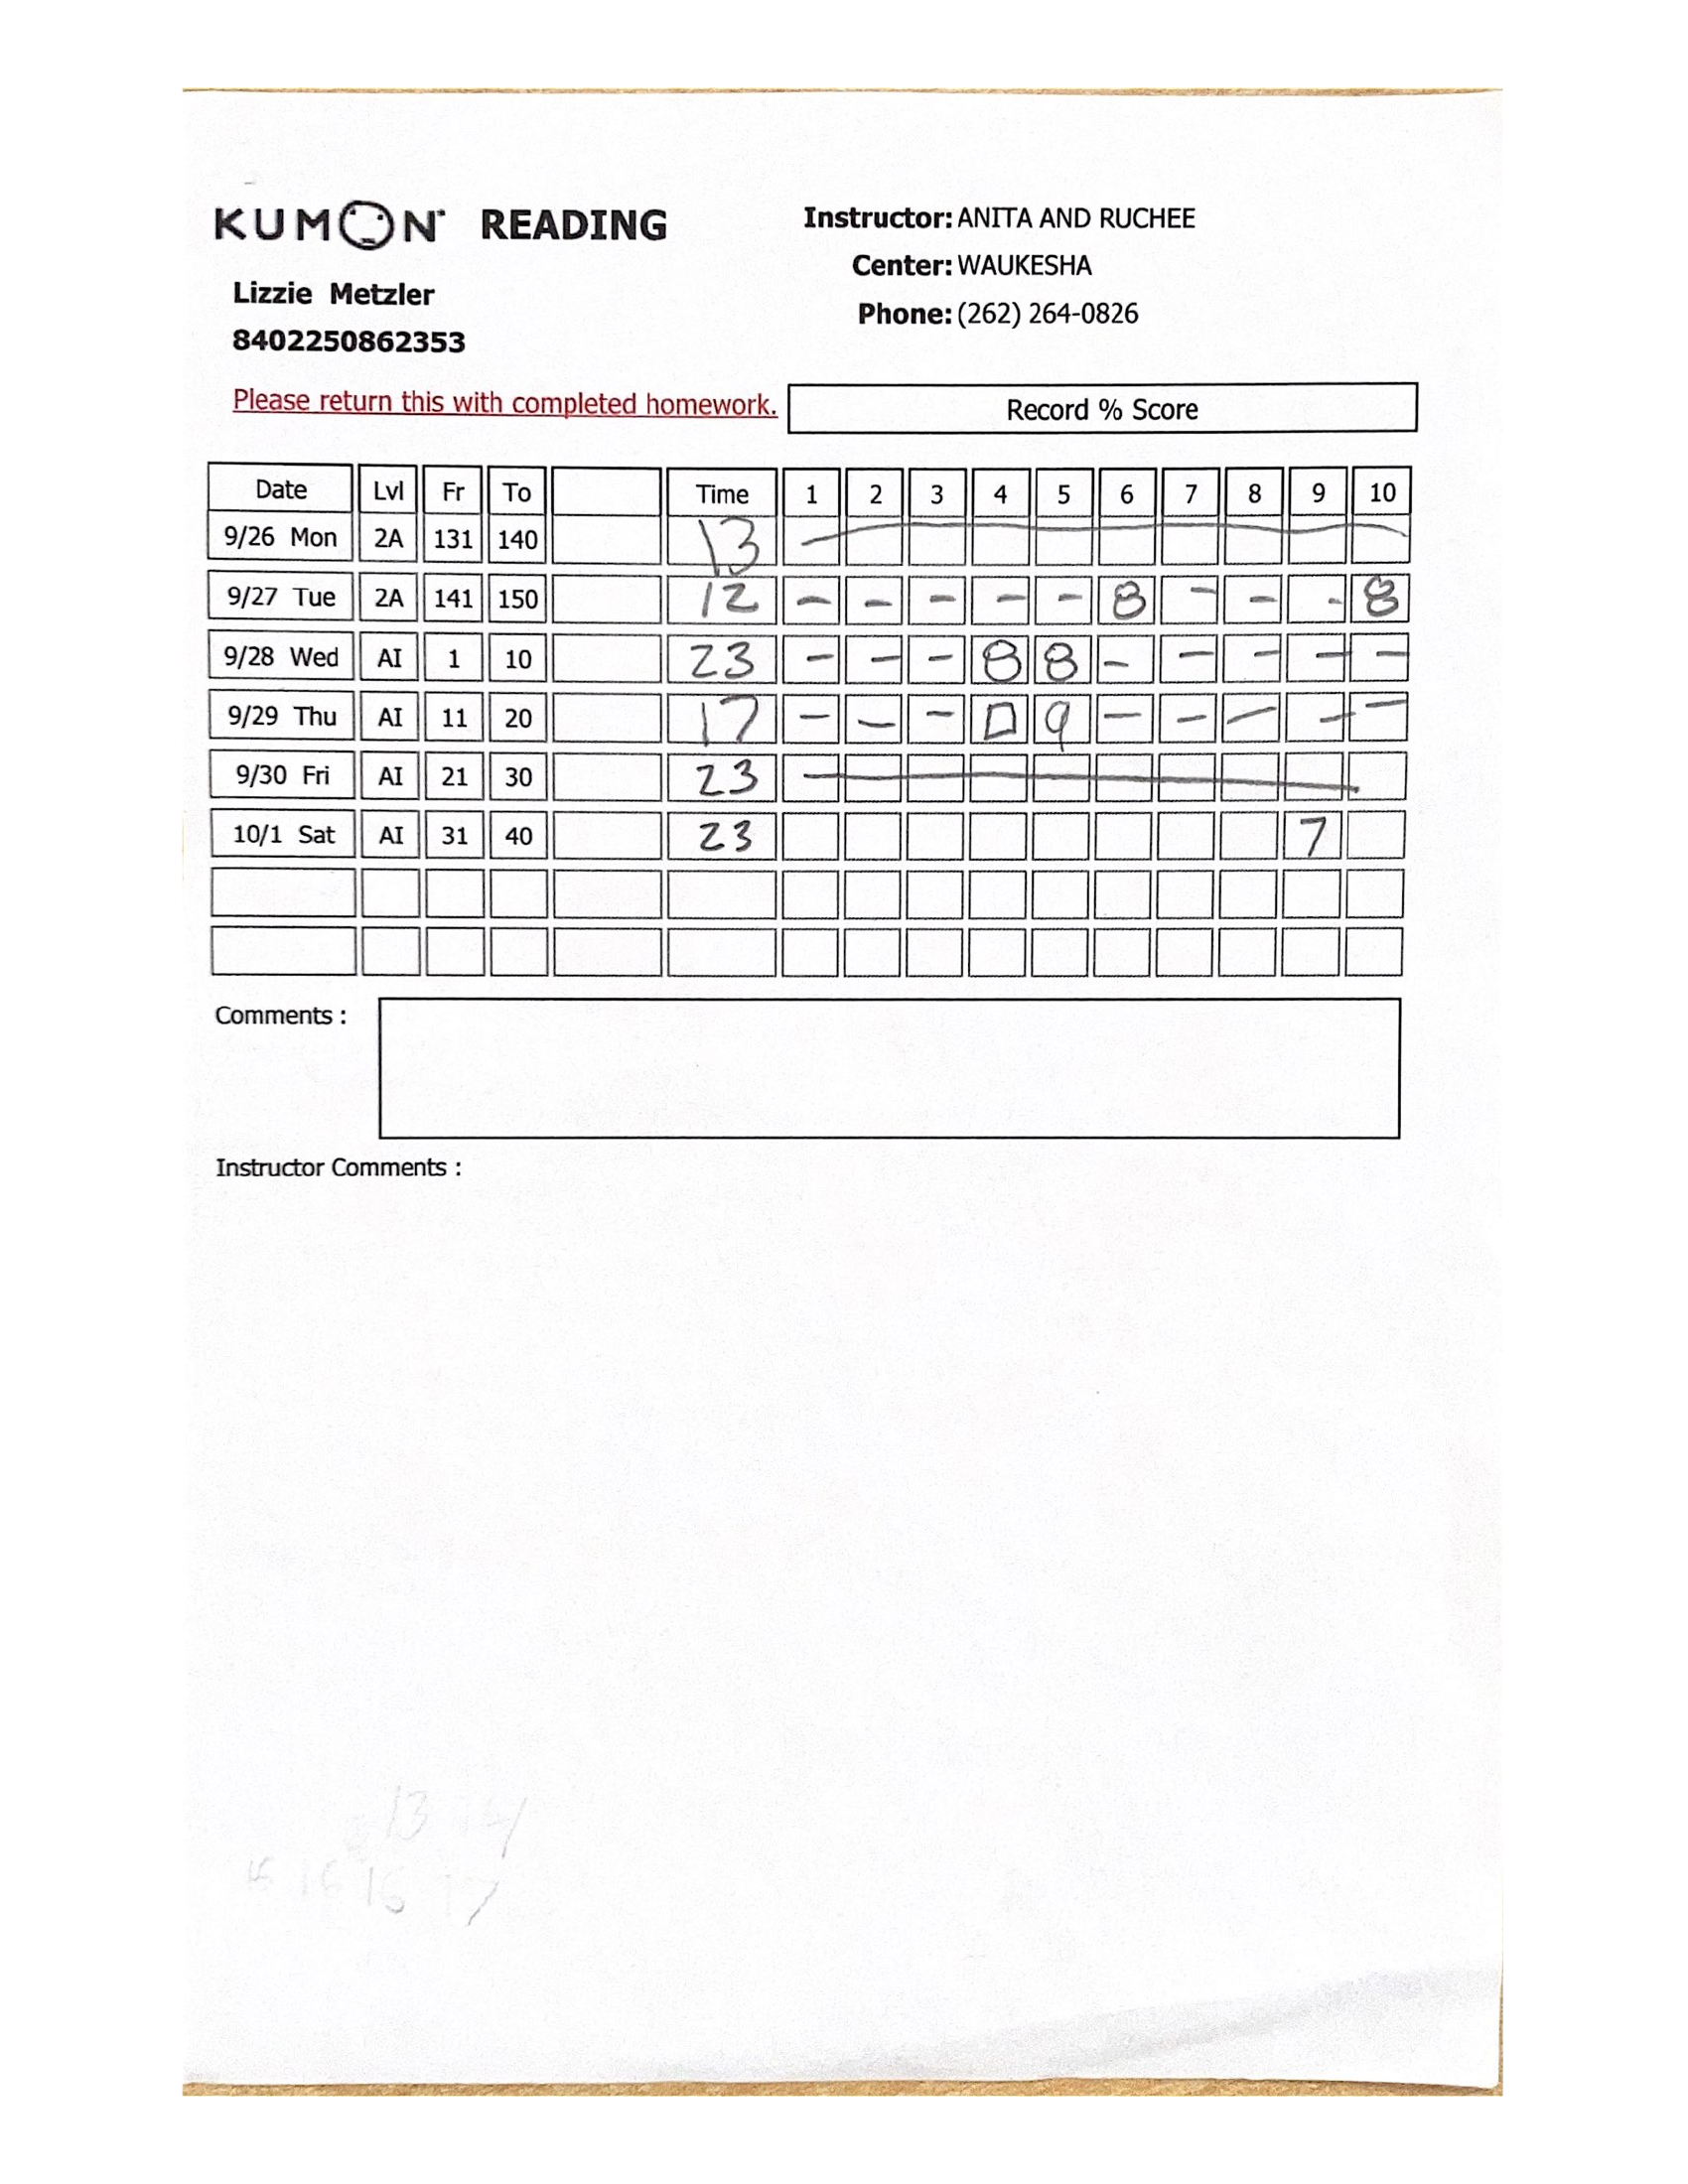 KUMON READING
Instructor: ANITA AND RUCHEE
Center: WAUKESHA
Phone: (262) 264-0826
Lizzie Metzler
8402250862353
Please return this with completed homework.
Record % Score
Date Lvl Fr To Time 1 2 3 4 5 6 7 8 9 10
9/26 Mon 2A 131 140 13
9/27 Tue 2A 141 150 12 - - - - - 8 - - - 8
9/28 Wed AI 1 10 23 - - - 8 8 - - - - -
9/29 Thu AI 11 20 17 - - - □ 9 - - - - -
9/30 Fri AI 21 30 23
10/1 Sat AI 31 40 23 7
Comments :
Instructor Comments :
13 14
15 16 16 17